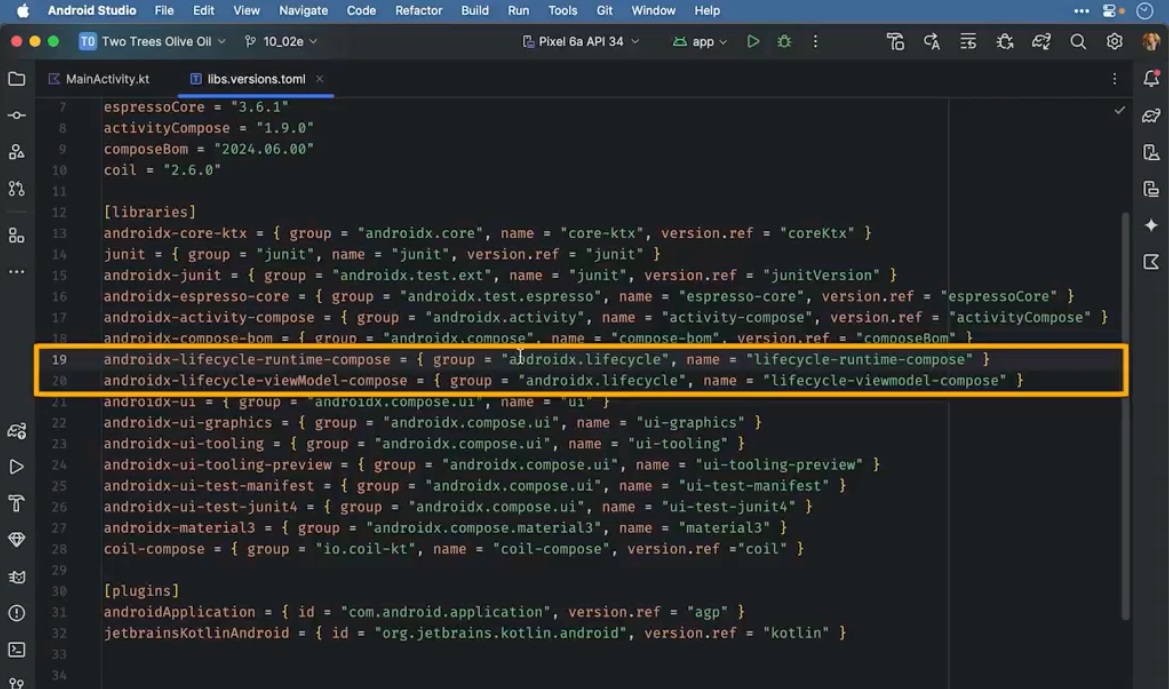 Android Studio File Edit View Navigate Code Refactor Build Run Tools Git Window Help
TO Two Trees Olive Oil 10_02e Pixel 6a API 34 app
MainActivity.kt libs.versions.toml
7 espressoCore = "3.6.1"
8 activityCompose = "1.9.0"
9 composeBom = "2024.06.00"
10 coil = "2.6.0"
11
12 [libraries]
13 androidx-core-ktx = { group = "androidx.core", name = "core-ktx", version.ref = "coreKtx" }
14 junit = { group = "junit", name = "junit", version.ref = "junit" }
15 androidx-junit = { group = "androidx.test.ext", name = "junit", version.ref = "junitVersion" }
16 androidx-espresso-core = { group = "androidx.test.espresso", name = "espresso-core", version.ref = "espressoCore" }
17 androidx-activity-compose = { group = "androidx.activity", name = "activity-compose", version.ref = "activityCompose" }
18 androidx-compose-bom = { group = "androidx.compose", name = "compose-bom", version.ref = "composeBom" }
19 androidx-lifecycle-runtime-compose = { group = "androidx.lifecycle", name = "lifecycle-runtime-compose" }
20 androidx-lifecycle-viewModel-compose = { group = "androidx.lifecycle", name = "lifecycle-viewmodel-compose" }
21 androidx-ui = { group = "androidx.compose.ui", name = "ui" }
22 androidx-ui-graphics = { group = "androidx.compose.ui", name = "ui-graphics" }
23 androidx-ui-tooling = { group = "androidx.compose.ui", name = "ui-tooling" }
24 androidx-ui-tooling-preview = { group = "androidx.compose.ui", name = "ui-tooling-preview" }
25 androidx-ui-test-manifest = { group = "androidx.compose.ui", name = "ui-test-manifest" }
26 androidx-ui-test-junit4 = { group = "androidx.compose.ui", name = "ui-test-junit4" }
27 androidx-material3 = { group = "androidx.compose.material3", name = "material3" }
28 coil-compose = { group = "io.coil-kt", name = "coil-compose", version.ref ="coil" }
29
30 [plugins]
31 androidApplication = { id = "com.android.application", version.ref = "agp" }
32 jetbrainsKotlinAndroid = { id = "org.jetbrains.kotlin.android", version.ref = "kotlin" }
33
34